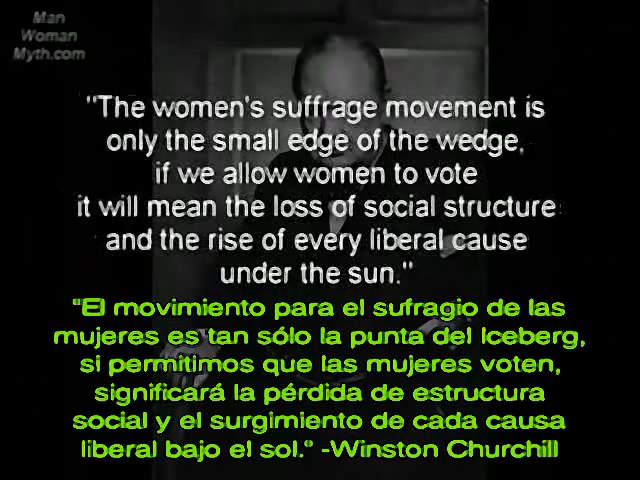 Man
Woman
Myth.com
"The women's suffrage movement is
only the small edge of the wedge,
if we allow women to vote
it will mean the loss of social structure
and the rise of every liberal cause
under the sun."
"El movimiento para el sufragio de las
mujeres es tan sólo la punta del Iceberg,
si permitimos que las mujeres voten,
significará la pérdida de estructura
social y el surgimiento de cada causa
liberal bajo el sol." -Winston Churchill